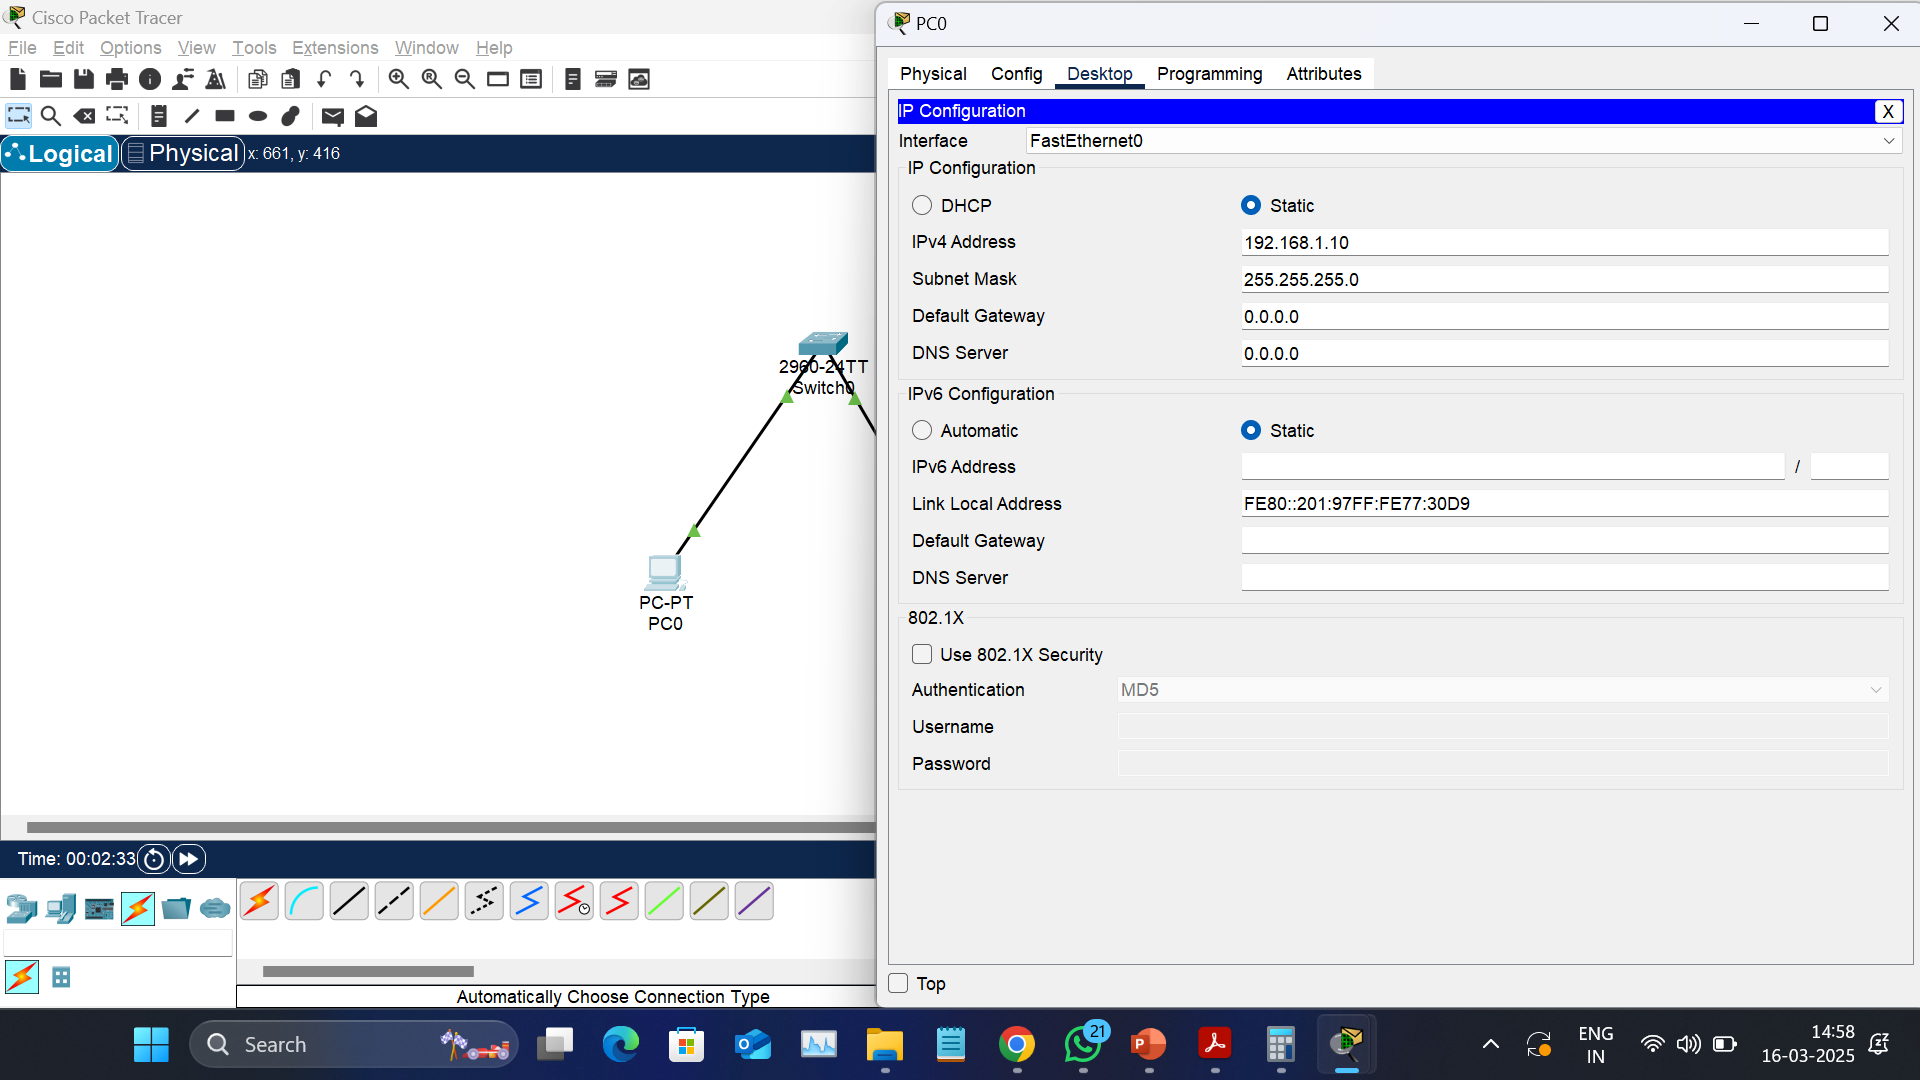 Cisco Packet Tracer
File Edit Options View Tools Extensions Window Help
Logical Physical x: 661, y: 416
2960-24TT
Switch0
PC-PT
PC0
Time: 00:02:33
Automatically Choose Connection Type
PC0
Physical Config Desktop Programming Attributes
IP Configuration X
Interface FastEthernet0
IP Configuration
DHCP Static
IPv4 Address 192.168.1.10
Subnet Mask 255.255.255.0
Default Gateway 0.0.0.0
DNS Server 0.0.0.0
IPv6 Configuration
Automatic Static
IPv6 Address /
Link Local Address FE80::201:97FF:FE77:30D9
Default Gateway
DNS Server
802.1X
Use 802.1X Security
Authentication MD5
Username
Password
Top
Search
21
ENG
IN
14:58
16-03-2025